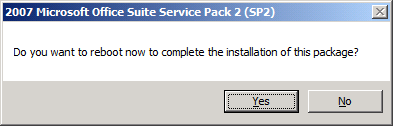 2007 Microsoft Office Suite Service Pack 2 (SP2)
Do you want to reboot now to complete the installation of this package?
Yes No